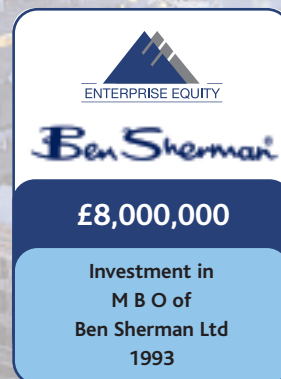 ENTERPRISE EQUITY
Ben Sherman®
£8,000,000
Investment in
M B O of
Ben Sherman Ltd
1993